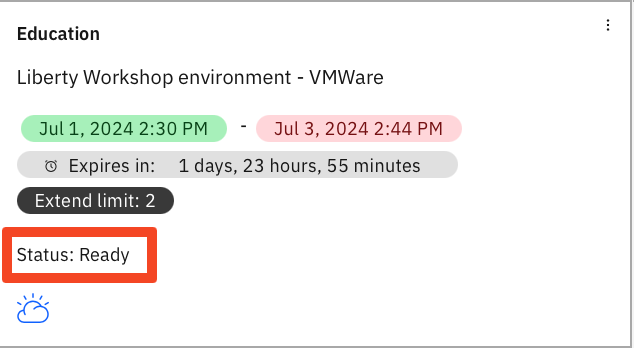 Education
Liberty Workshop environment - VMWare
Jul 1, 2024 2:30 PM - Jul 3, 2024 2:44 PM
Expires in: 1 days, 23 hours, 55 minutes
Extend limit: 2
Status: Ready